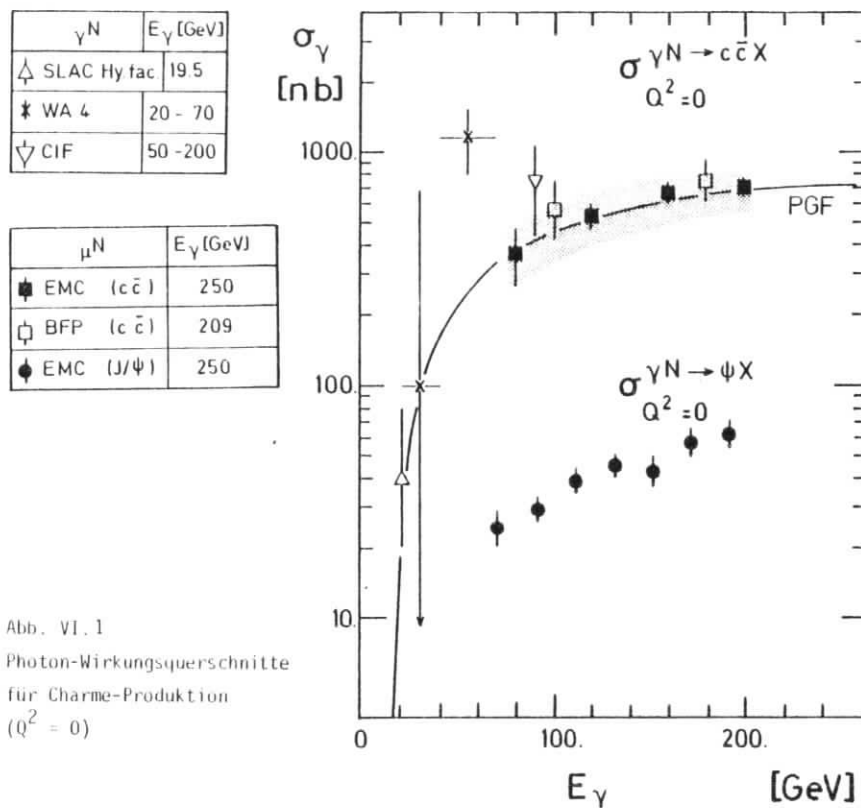 γN E_γ [GeV]
SLAC Hy.fac. 19.5
WA 4 20 - 70
CIF 50 -200
μN E_γ [GeV]
EMC (cc̄) 250
BFP (cc̄) 209
EMC (J/ψ) 250
σ_γ
[nb]
1000.
100.
10.
σ^{γN → cc̄X}
Q² = 0
PGF
σ^{γN → ψX}
Q² = 0
0 100. 200.
E_γ [GeV]
Abb. VI.1
Photon-Wirkungsquerschnitte
für Charme-Produktion
(Q² = 0)